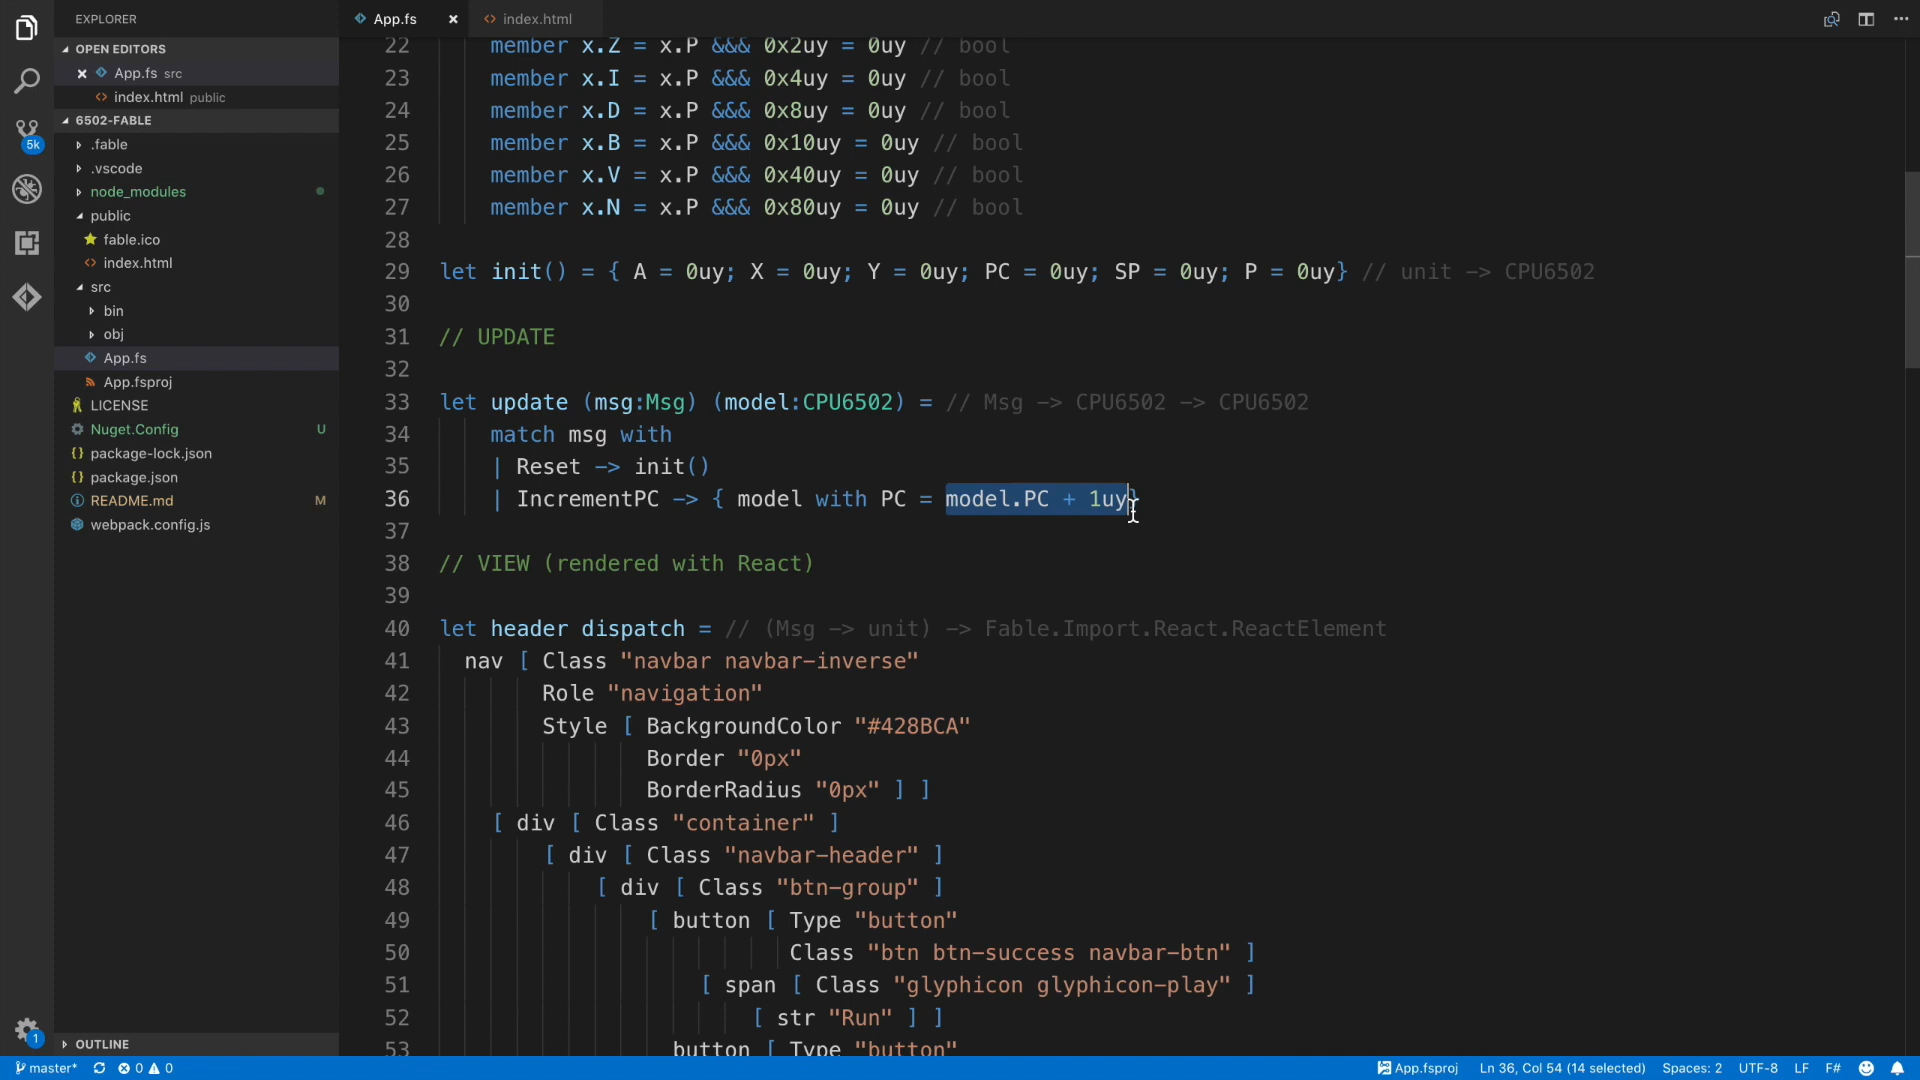 EXPLORER
OPEN EDITORS
App.fs src
index.html public
6502-FABLE
.fable
.vscode
node_modules
public
fable.ico
index.html
src
bin
obj
App.fs
App.fsproj
LICENSE
Nuget.Config U
package-lock.json
package.json
README.md M
webpack.config.js
OUTLINE
5k
1
App.fs
index.html
22 member x.Z = x.P &&& 0x2uy = 0uy // bool
23 member x.I = x.P &&& 0x4uy = 0uy // bool
24 member x.D = x.P &&& 0x8uy = 0uy // bool
25 member x.B = x.P &&& 0x10uy = 0uy // bool
26 member x.V = x.P &&& 0x40uy = 0uy // bool
27 member x.N = x.P &&& 0x80uy = 0uy // bool
28
29 let init() = { A = 0uy; X = 0uy; Y = 0uy; PC = 0uy; SP = 0uy; P = 0uy} // unit -> CPU6502
30
31 // UPDATE
32
33 let update (msg:Msg) (model:CPU6502) = // Msg -> CPU6502 -> CPU6502
34 match msg with
35 | Reset -> init()
36 | IncrementPC -> { model with PC = model.PC + 1uy}
37
38 // VIEW (rendered with React)
39
40 let header dispatch = // (Msg -> unit) -> Fable.Import.React.ReactElement
41 nav [ Class "navbar navbar-inverse"
42 Role "navigation"
43 Style [ BackgroundColor "#428BCA"
44 Border "0px"
45 BorderRadius "0px" ] ]
46 [ div [ Class "container" ]
47 [ div [ Class "navbar-header" ]
48 [ div [ Class "btn-group" ]
49 [ button [ Type "button"
50 Class "btn btn-success navbar-btn" ]
51 [ span [ Class "glyphicon glyphicon-play" ]
52 [ str "Run" ] ]
53 button [ Type "button"
master* 0 0 App.fsproj Ln 36, Col 54 (14 selected) Spaces: 2 UTF-8 LF F#